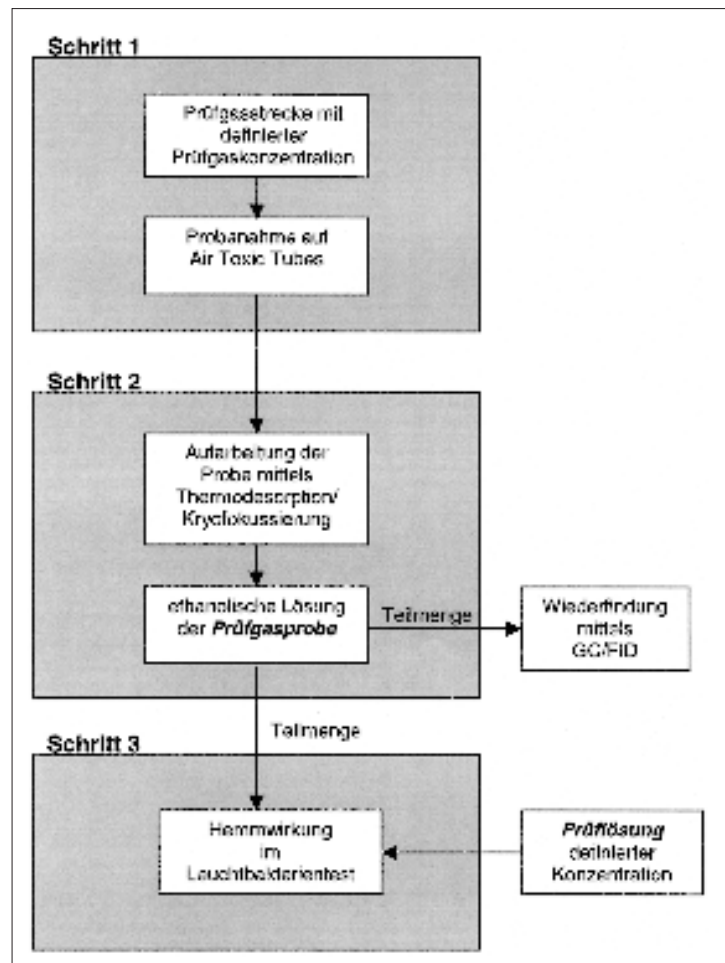 Schritt 1
Prüfgasstrecke mit
definierter
Prüfgaskonzentration
Probanahme auf
Air Toxic Tubes
Schritt 2
Aufarbeitung der
Probe mittels
Thermodesorption/
Kryofokussierung
ethanolische Lösung
der Prüfgasprobe
Teilmenge
Wiederfindung
mittels
GC/FID
Teilmenge
Schritt 3
Hemmwirkung
im
Leuchtbakterientest
Prüflösung
definierter
Konzentration